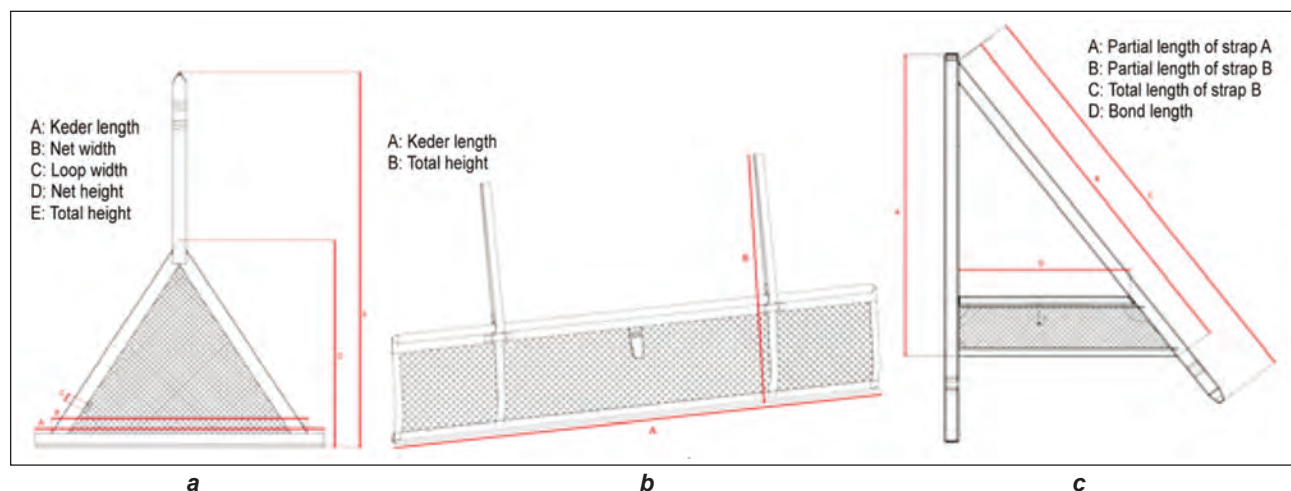 A: Keder length
B: Net width
C: Loop width
D: Net height
E: Total height
A: Keder length
B: Total height
A: Partial length of strap A
B: Partial length of strap B
C: Total length of strap B
D: Bond length
B
A
D
B
A
C
D
a
b
c